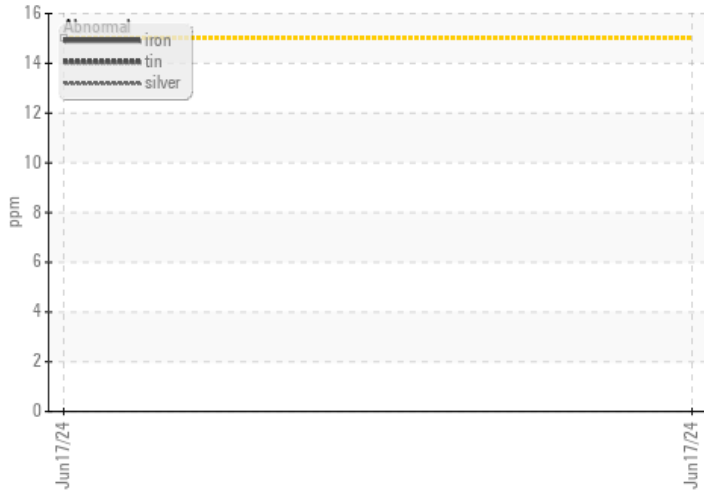 16
Abnormal
iron
14
tin
silver
12
10
ppm
8
6
4
2
0
Jun17/24
Jun17/24